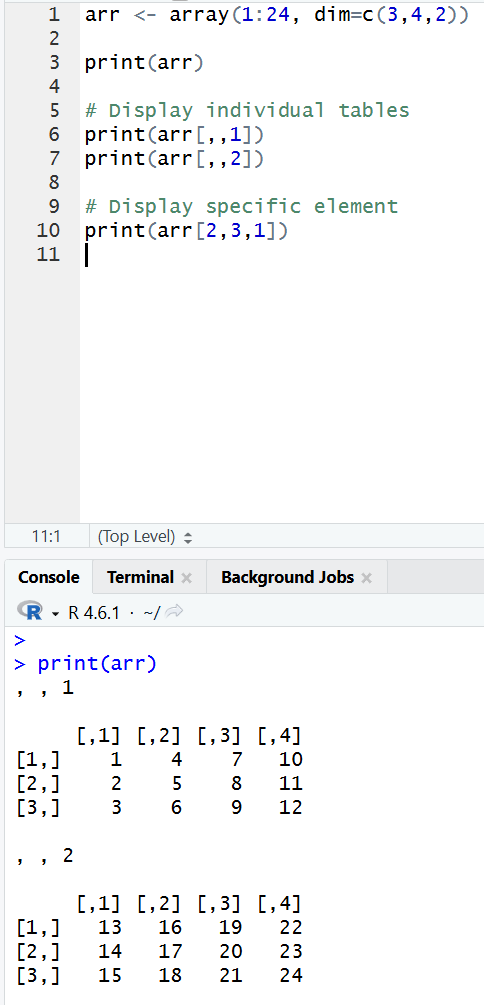 1 arr <- array(1:24, dim=c(3,4,2))
2
3 print(arr)
4
5 # Display individual tables
6 print(arr[,,1])
7 print(arr[,,2])
8
9 # Display specific element
10 print(arr[2,3,1])
11
11:1 (Top Level)
Console Terminal Background Jobs
R R 4.6.1 · ~/
>
> print(arr)
, , 1

     [,1] [,2] [,3] [,4]
[1,]    1    4    7   10
[2,]    2    5    8   11
[3,]    3    6    9   12

, , 2

     [,1] [,2] [,3] [,4]
[1,]   13   16   19   22
[2,]   14   17   20   23
[3,]   15   18   21   24